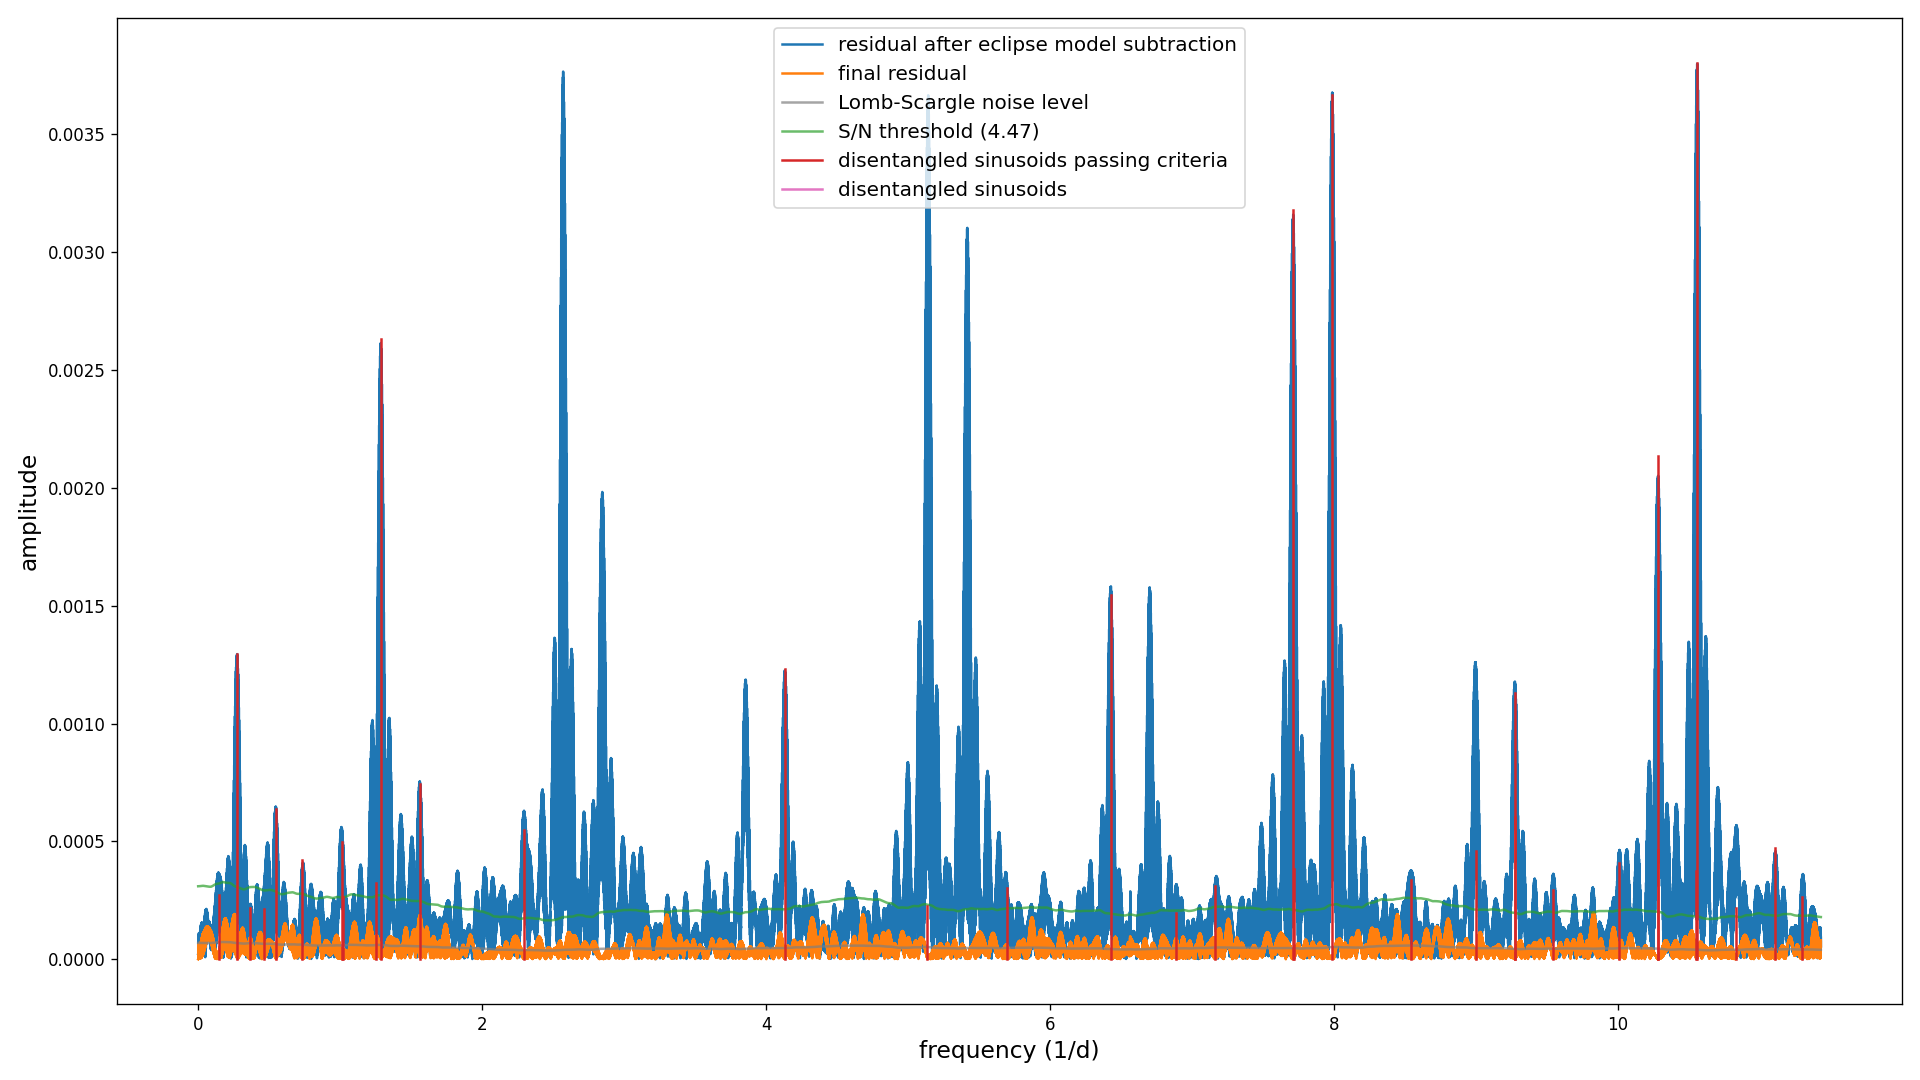 residual after eclipse model subtraction
final residual
Lomb-Scargle noise level
S/N threshold (4.47)
disentangled sinusoids passing criteria
disentangled sinusoids
amplitude
0.0035
0.0030
0.0025
0.0020
0.0015
0.0010
0.0005
0.0000
0 2 4 6 8 10
frequency (1/d)